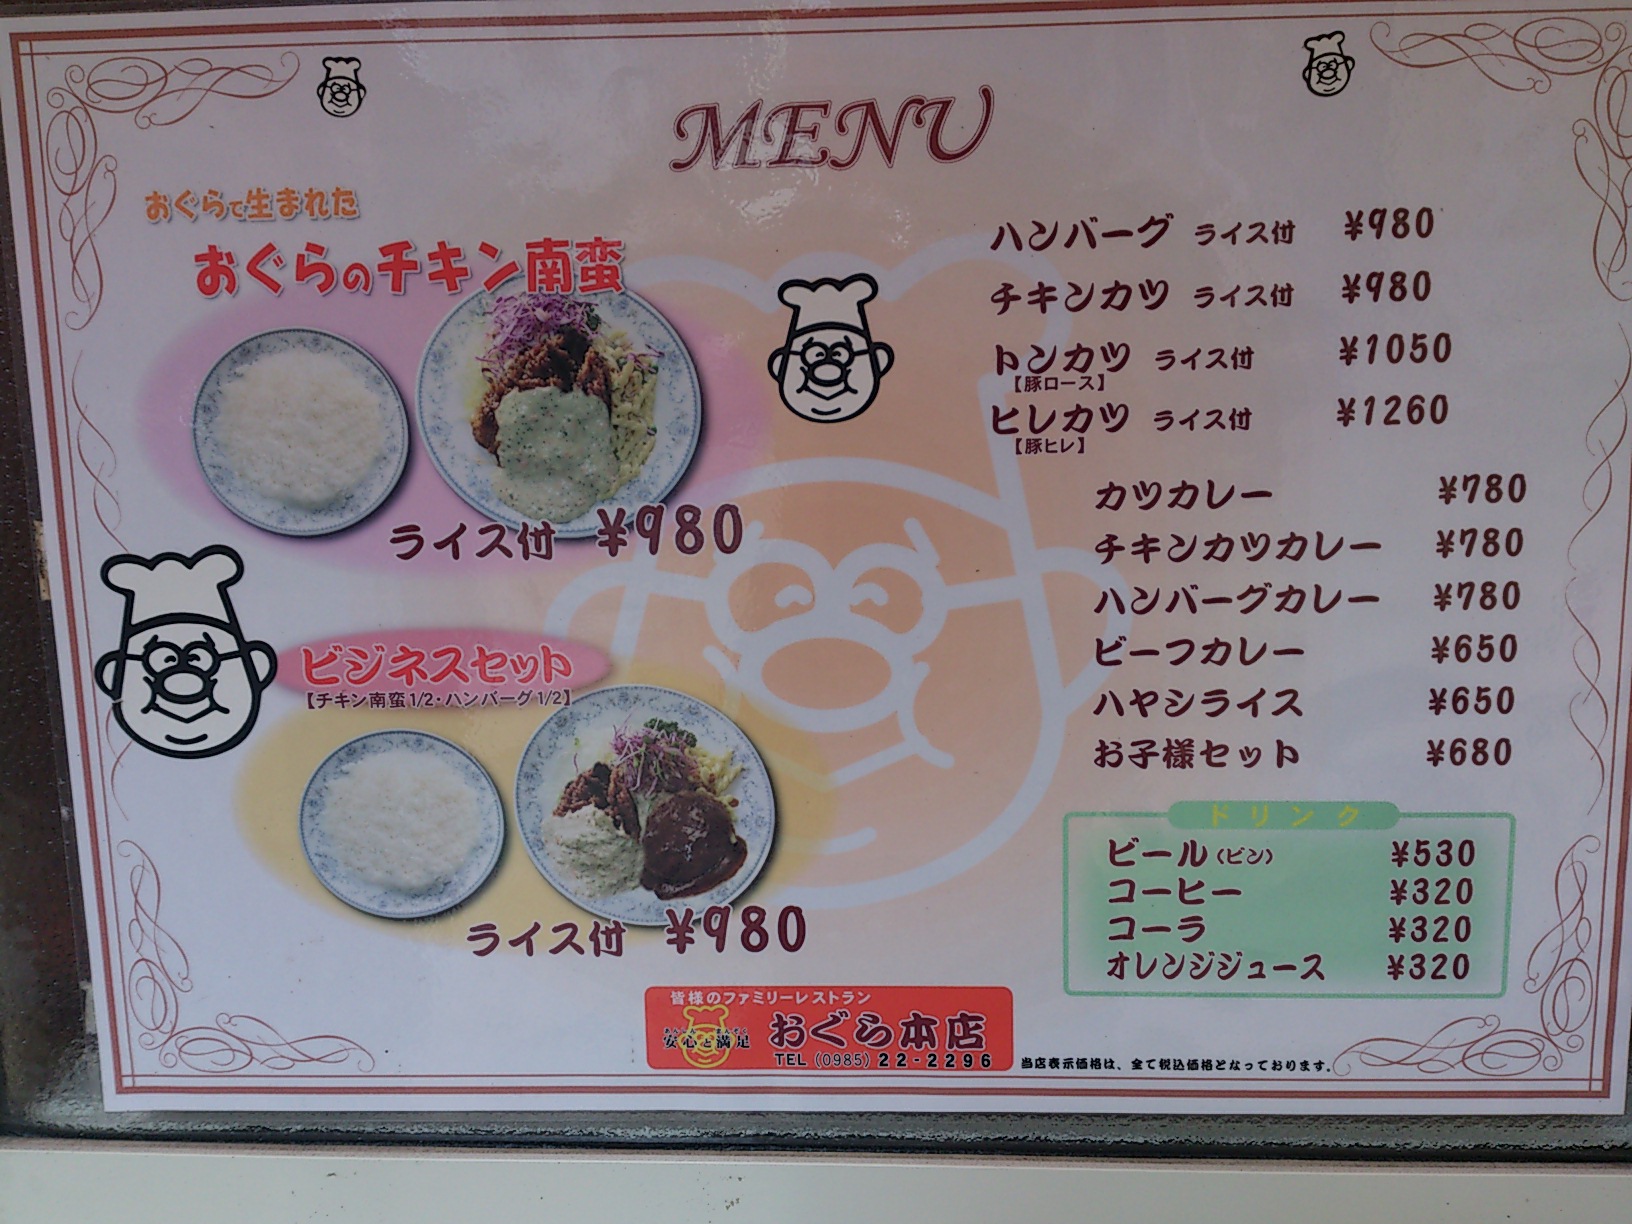 MENU
おぐらで生まれた
おぐらのチキン南蛮
ライス付 ¥980
ビジネスセット
【チキン南蛮1/2・ハンバーグ1/2】
ライス付 ¥980
ハンバーグ ライス付 ¥980
チキンカツ ライス付 ¥980
トンカツ ライス付 ¥1050
【豚ロース】
ヒレカツ ライス付 ¥1260
【豚ヒレ】
カツカレー ¥780
チキンカツカレー ¥780
ハンバーグカレー ¥780
ビーフカレー ¥650
ハヤシライス ¥650
お子様セット ¥680
ドリンク
ビール(ビン) ¥530
コーヒー ¥320
コーラ ¥320
オレンジジュース ¥320
皆様のファミリーレストラン
あんしん まんぞく
安心と満足
おぐら本店
TEL (0985) 22-2296
当店表示価格は、全て税込価格となっております。